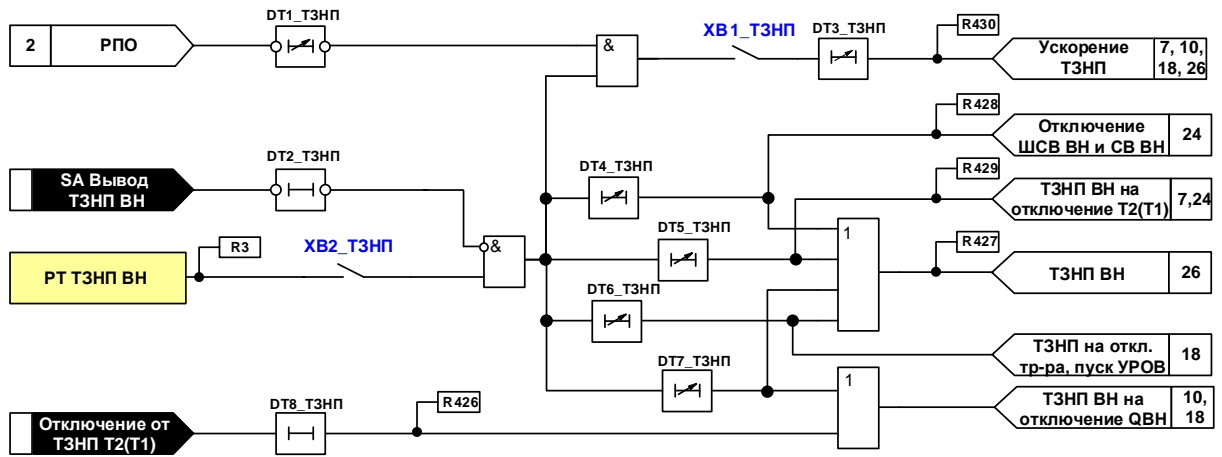 DT1_ТЗНП
2
РПО
&
ХВ1_ТЗНП
DT3_ТЗНП
R430
Ускорение
ТЗНП
7, 10,
18, 26
R428
Отключение
ШСВ ВН и СВ ВН
24
SA Вывод
ТЗНП ВН
DT2_ТЗНП
DT4_ТЗНП
R429
ТЗНП ВН на
отключение Т2(Т1)
7,24
R3
ХВ2_ТЗНП
&
DT5_ТЗНП
1
R427
РТ ТЗНП ВН
ТЗНП ВН
26
DT6_ТЗНП
ТЗНП на откл.
тр-ра, пуск УРОВ
18
DT7_ТЗНП
1
ТЗНП ВН на
отключение QВН
10,
18
Отключение от
ТЗНП Т2(Т1)
DT8_ТЗНП
R426